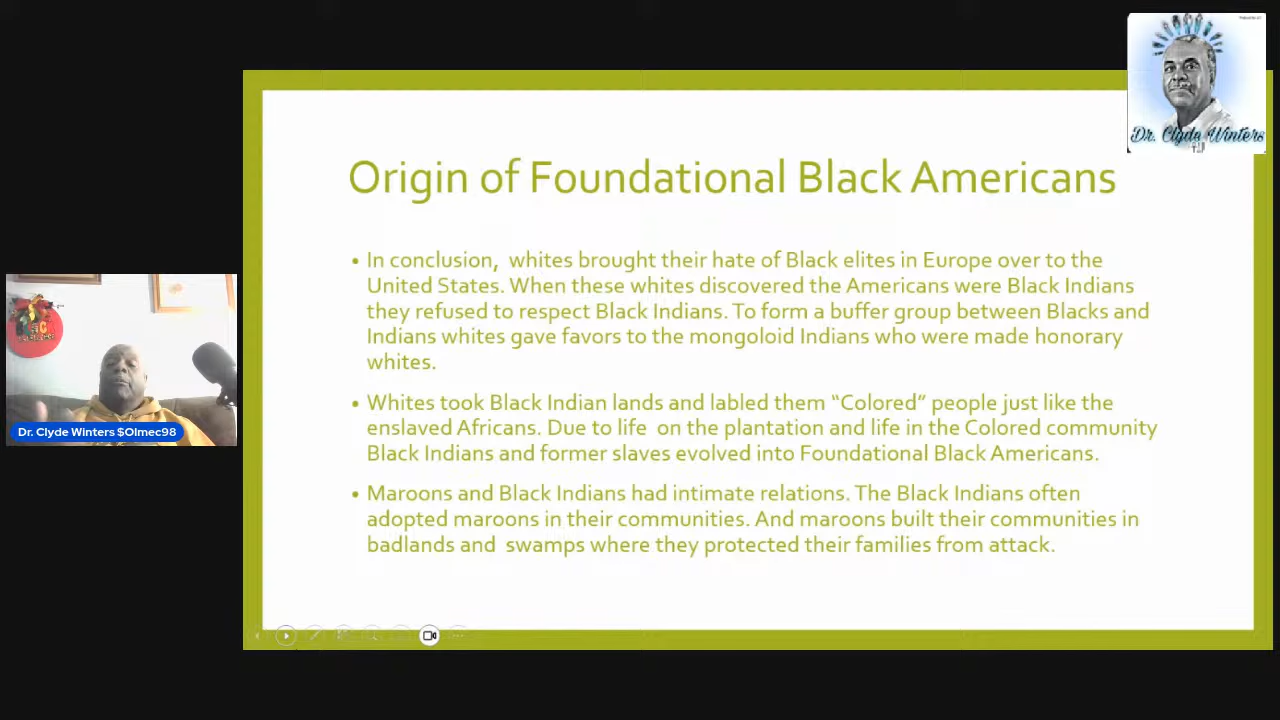 Dr. Clyde Winters
Origin of Foundational Black Americans
• In conclusion, whites brought their hate of Black elites in Europe over to the
United States. When these whites discovered the Americans were Black Indians
they refused to respect Black Indians. To form a buffer group between Blacks and
Indians whites gave favors to the mongoloid Indians who were made honorary
whites.
• Whites took Black Indian lands and labled them “Colored” people just like the
enslaved Africans. Due to life on the plantation and life in the Colored community
Black Indians and former slaves evolved into Foundational Black Americans.
• Maroons and Black Indians had intimate relations. The Black Indians often
adopted maroons in their communities. And maroons built their communities in
badlands and swamps where they protected their families from attack.
Dr. Clyde Winters $Olmec98